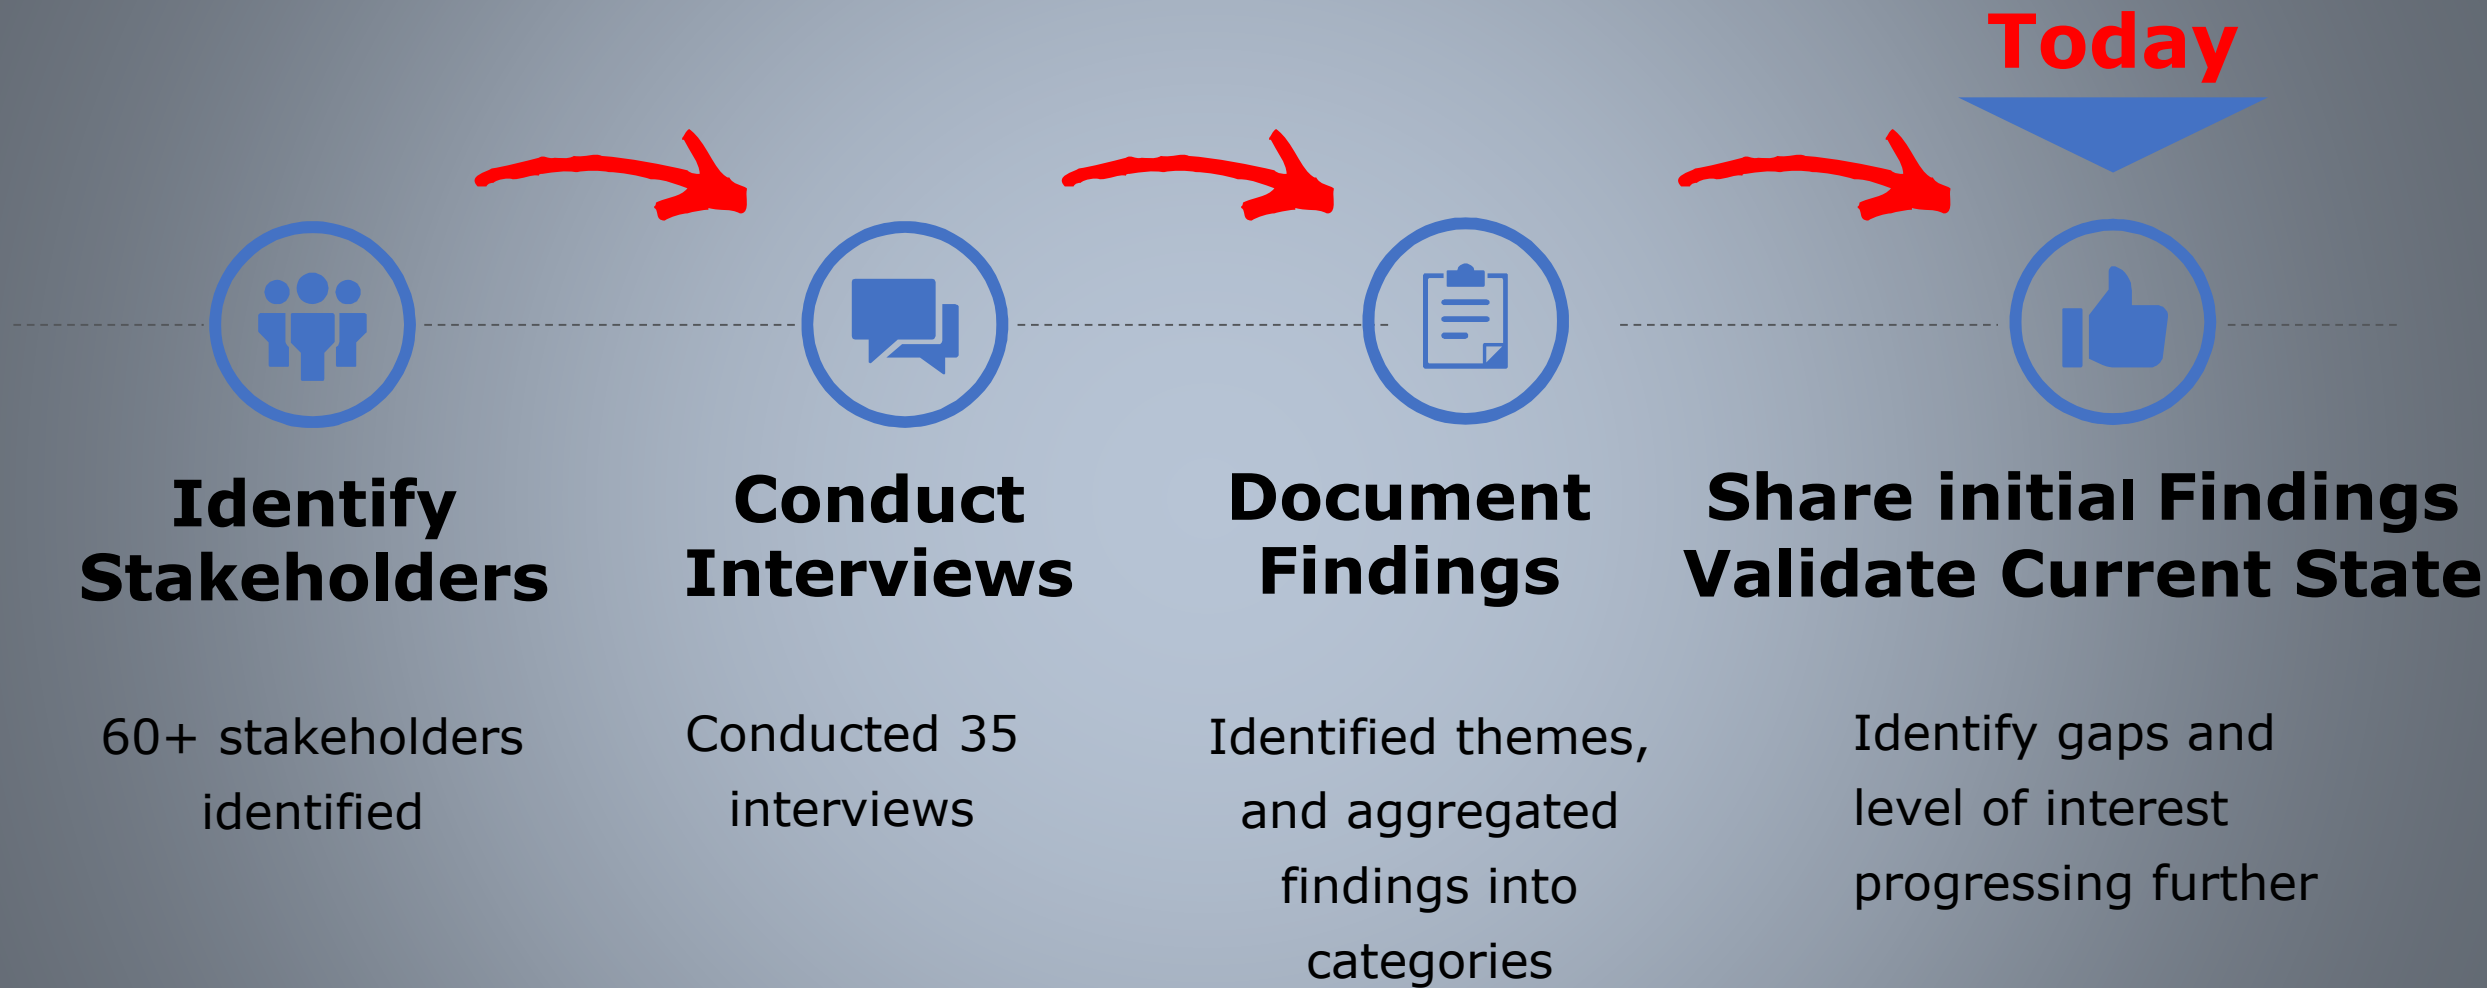 Today
Identify
Stakeholders
60+ stakeholders
identified
Conduct
Interviews
Conducted 35
interviews
Document
Findings
Identified themes,
and aggregated
findings into
categories
Share initial Findings
Validate Current State
Identify gaps and
level of interest
progressing further